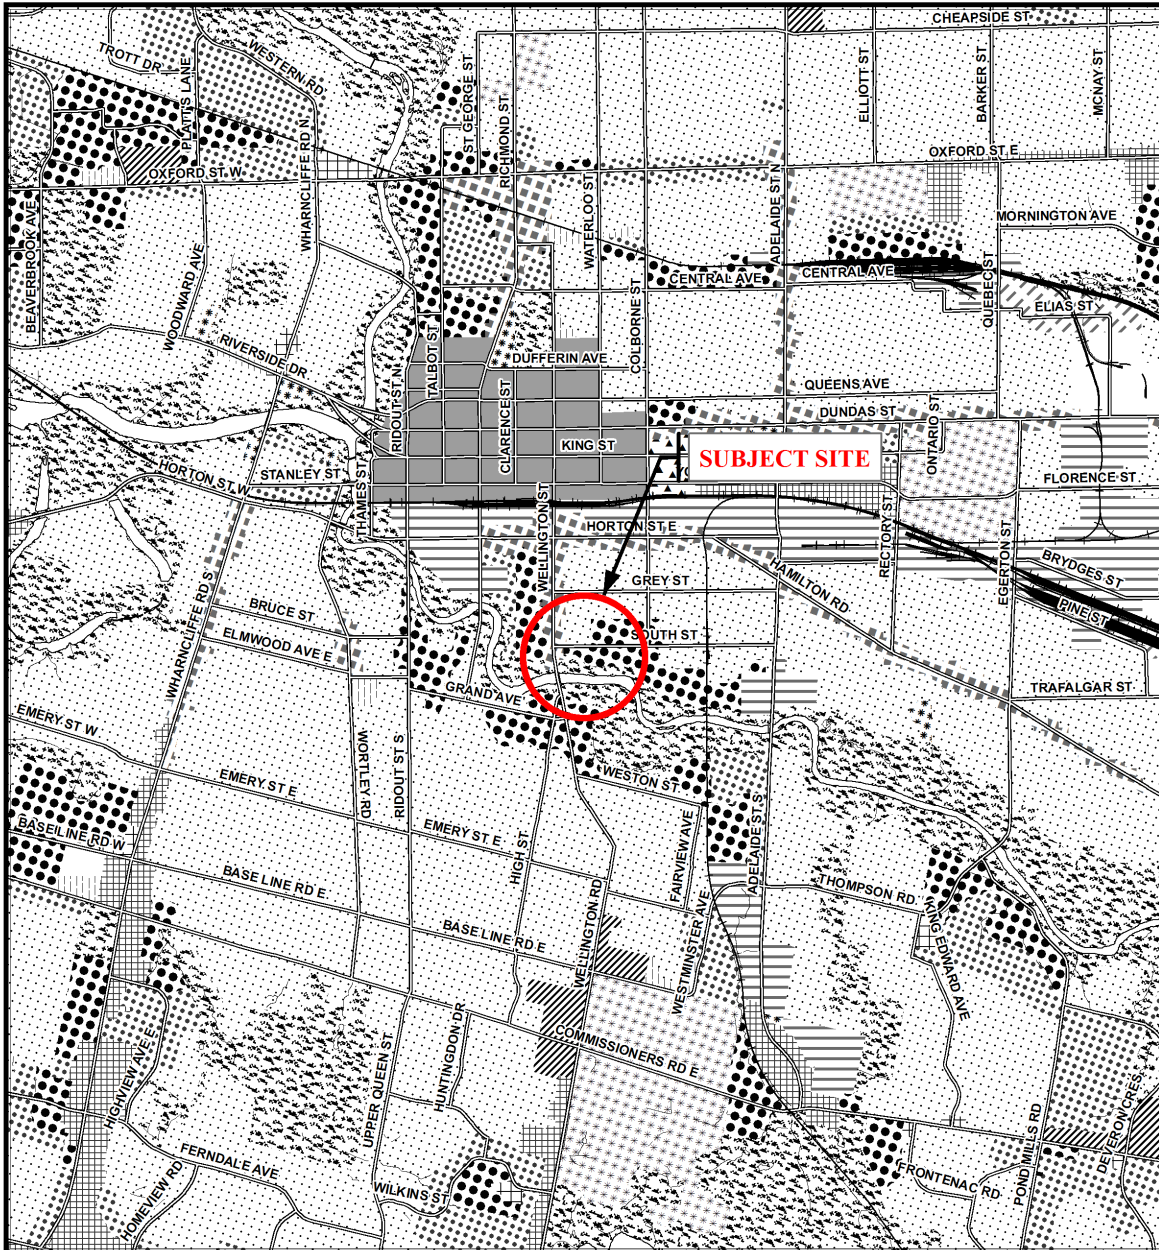 CHEAPSIDE ST
TROTT DR
WESTERN RD
PLATT'S LANE
ST GEORGE ST
RICHMOND ST
ELLIOTT ST
BARKER ST
MCNAY ST
WHARNCLIFFE RD N
OXFORD ST W
OXFORD ST E
BEAVERBROOK AVE
WOODWARD AVE
WATERLOO ST
ADELAIDE ST N
MORNINGTON AVE
CENTRAL AVE
CENTRAL AVE
QUEBEC ST
ELIAS ST
COLBORNE ST
RIVERSIDE DR
TALBOT ST
DUFFERIN AVE
RIDOUT ST N
CLARENCE ST
QUEENS AVE
DUNDAS ST
ONTARIO ST
KING ST
SUBJECT SITE
HORTON ST W
STANLEY ST
THAMES ST
WELLINGTON ST
FLORENCE ST
HORTON ST E
RECTORY ST
EGERTON ST
HAMILTON RD
BRYDGES ST
PINE ST
GREY ST
BRUCE ST
ELMWOOD AVE E
SOUTH ST
WHARNCLIFFE RD S
GRAND AVE
TRAFALGAR ST
EMERY ST W
WORTLEY RD
RIDOUT ST S
EMERY ST E
WESTON ST
EMERY ST E
HIGH ST
FAIRVIEW AVE
ADELAIDE ST S
BASE LINE RD W
BASE LINE RD E
BASE LINE RD E
WELLINGTON RD
WESTMINSTER AVE
THOMPSON RD
KING EDWARD AVE
COMMISSIONERS RD E
HUNTINGDON DR
UPPER QUEEN ST
HIGHVIEW AVE E
FERNDALE AVE
HOMEVIEW RD
WILKINS ST
FRONTENAC RD
POND MILLS RD
DEVERON CRES